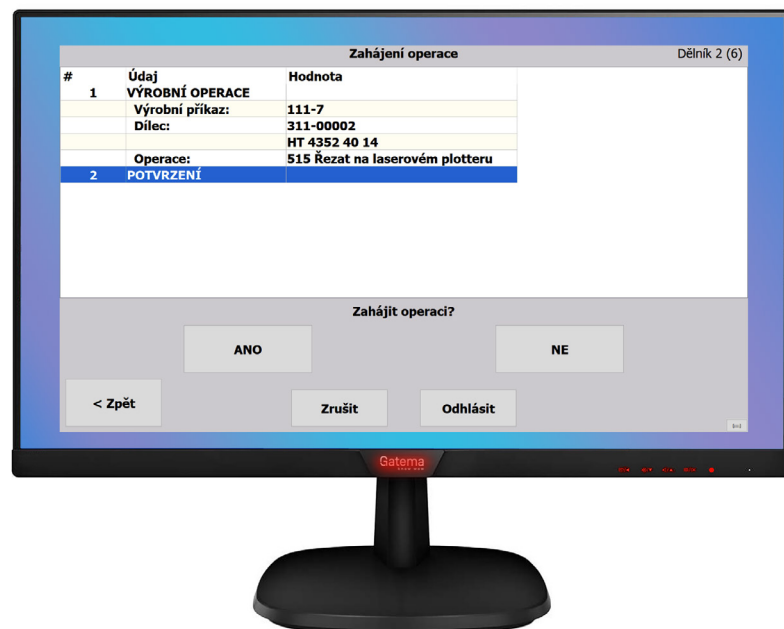 Zahájení operace Dělník 2 (6)
# Údaj Hodnota
1 VÝROBNÍ OPERACE
Výrobní příkaz: 111-7
Dílec: 311-00002
HT 4352 40 14
Operace: 515 Řezat na laserovém plotteru
2 POTVRZENÍ
Zahájit operaci?
ANO NE
< Zpět Zrušit Odhlásit
Gatema